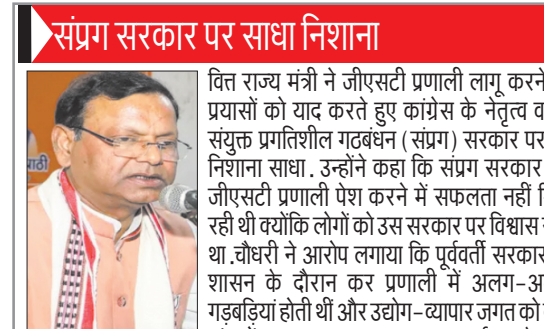 संप्रग सरकार पर साधा निशाना
वित्त राज्य मंत्री ने जीएसटी प्रणाली लागू करने
प्रयासों को याद करते हुए कांग्रेस के नेतृत्व व
संयुक्त प्रगतिशील गठबंधन (संप्रग) सरकार पर
निशाना साधा. उन्होंने कहा कि संप्रग सरकार
जीएसटी प्रणाली पेश करने में सफलता नहीं
रही थी क्योंकि लोगों को उस सरकार पर विश्वास
था.चौधरी ने आरोप लगाया कि पूर्ववर्ती सरकार
शासन के दौरान कर प्रणाली में अलग-अ
गड़बड़ियां होती थीं और उद्योग-व्यापार जगत को